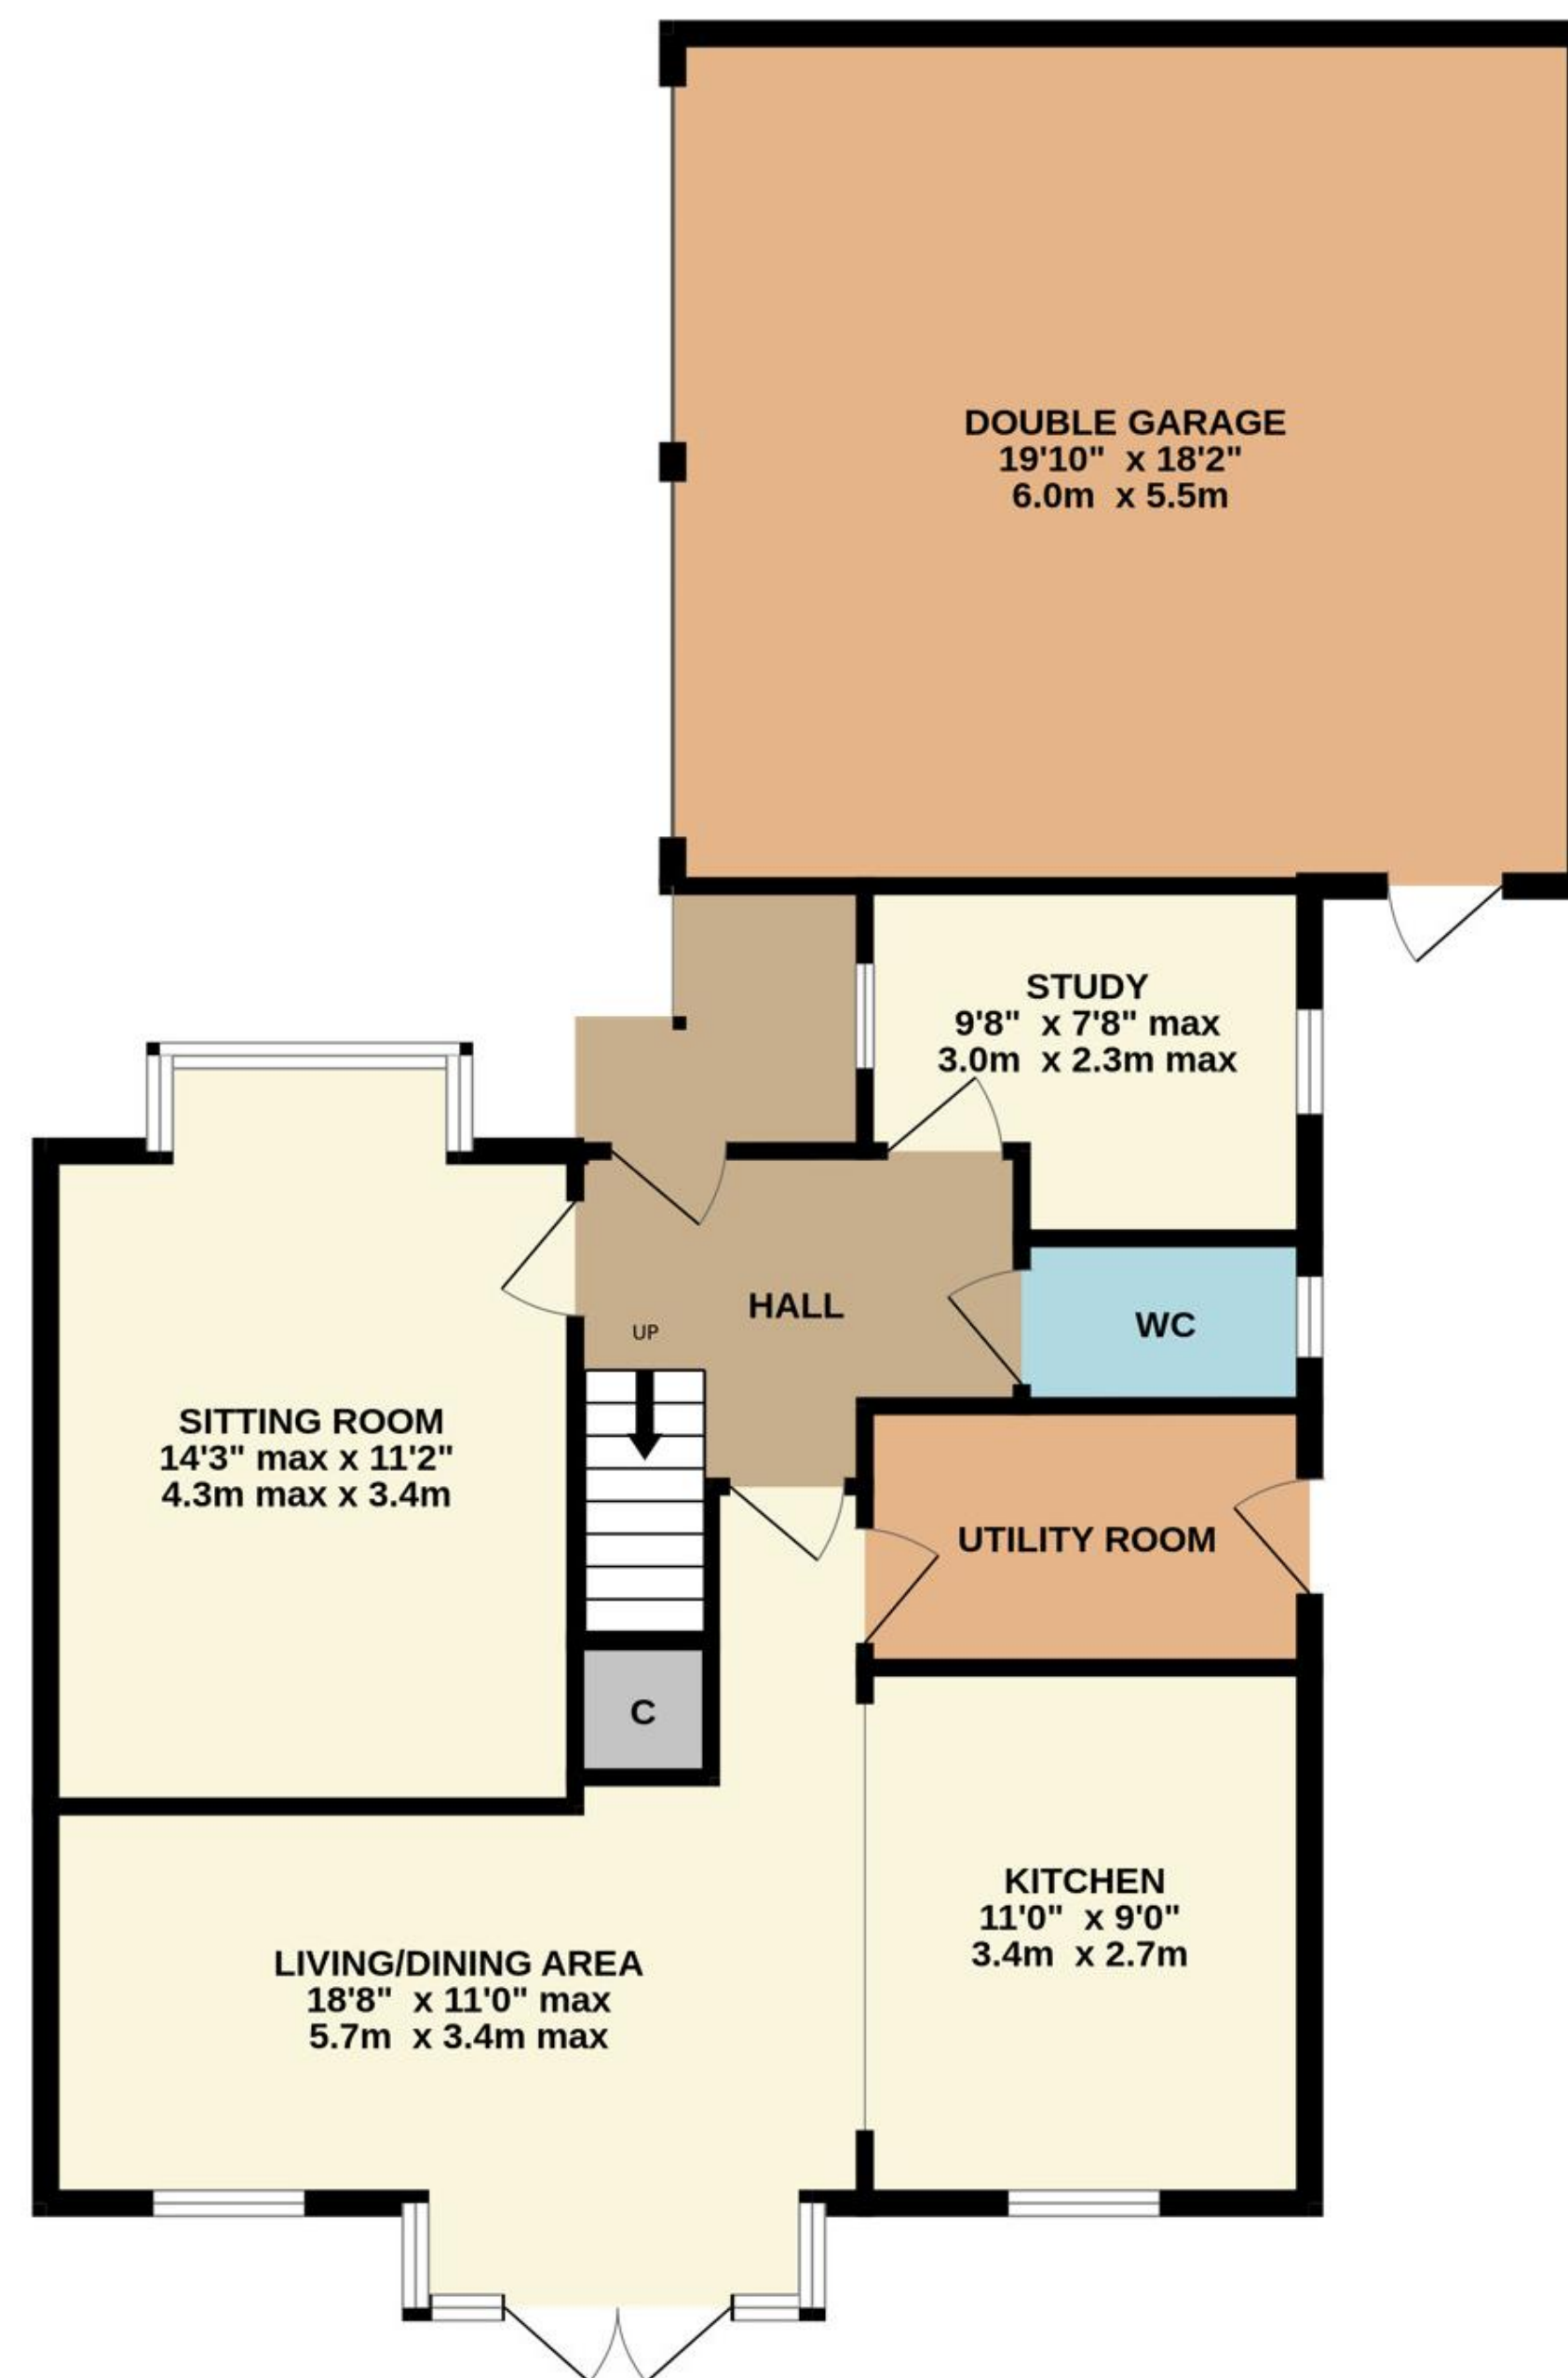 DOUBLE GARAGE
19'10" x 18'2"
6.0m x 5.5m
STUDY
9'8" x 7'8" max
3.0m x 2.3m max
HALL
WC
UP
SITTING ROOM
14'3" max x 11'2"
4.3m max x 3.4m
UTILITY ROOM
C
KITCHEN
11'0" x 9'0"
3.4m x 2.7m
LIVING/DINING AREA
18'8" x 11'0" max
5.7m x 3.4m max